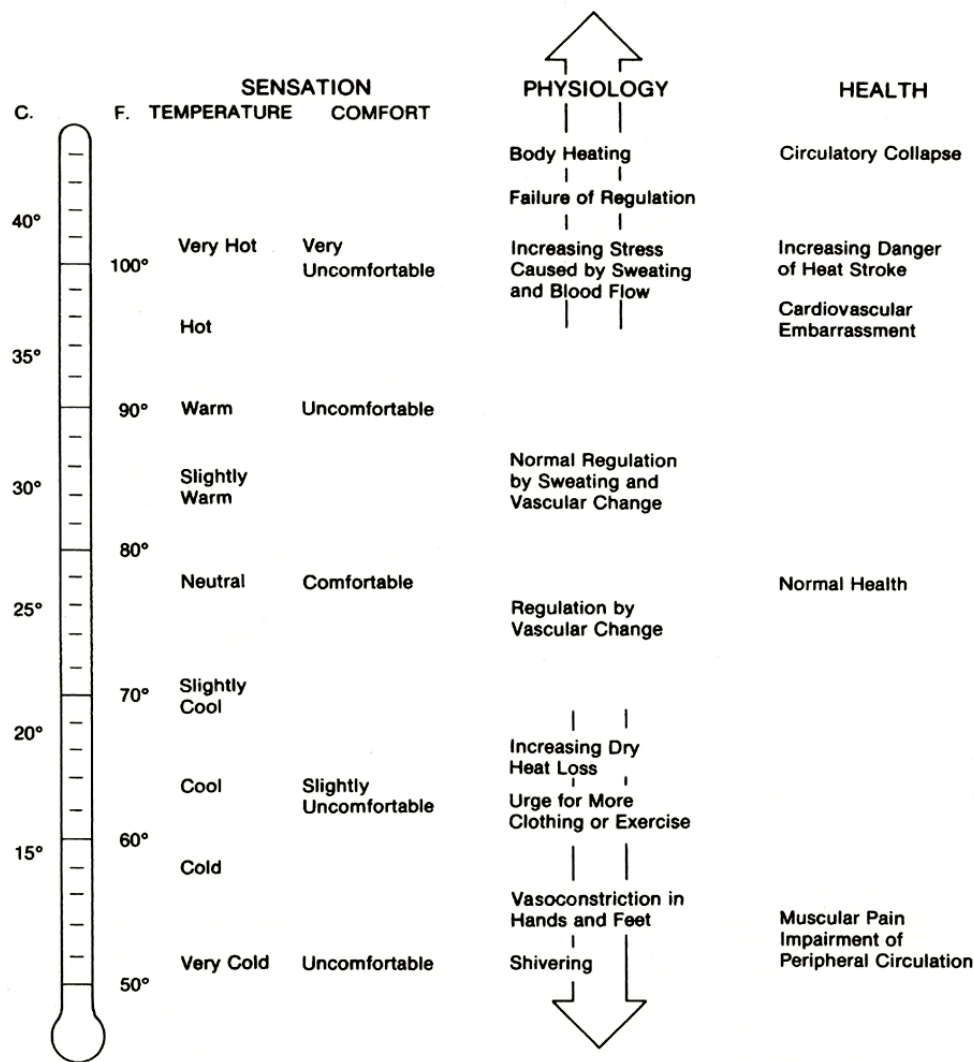 SENSATION
PHYSIOLOGY
HEALTH
C. F. TEMPERATURE COMFORT
Body Heating Circulatory Collapse
Failure of Regulation
40°
Very Hot Very Increasing Stress Increasing Danger
100° Uncomfortable Caused by Sweating of Heat Stroke
and Blood Flow
Cardiovascular
Hot Embarrassment
35°
90° Warm Uncomfortable
Normal Regulation
Slightly by Sweating and
30° Warm Vascular Change
80°
Neutral Comfortable Normal Health
25° Regulation by
Vascular Change
Slightly
70° Cool
20°
Increasing Dry
Heat Loss
Cool Slightly
Uncomfortable Urge for More
Clothing or Exercise
15° 60°
Cold
Vasoconstriction in
Hands and Feet Muscular Pain
Impairment of
Very Cold Uncomfortable Shivering Peripheral Circulation
50°